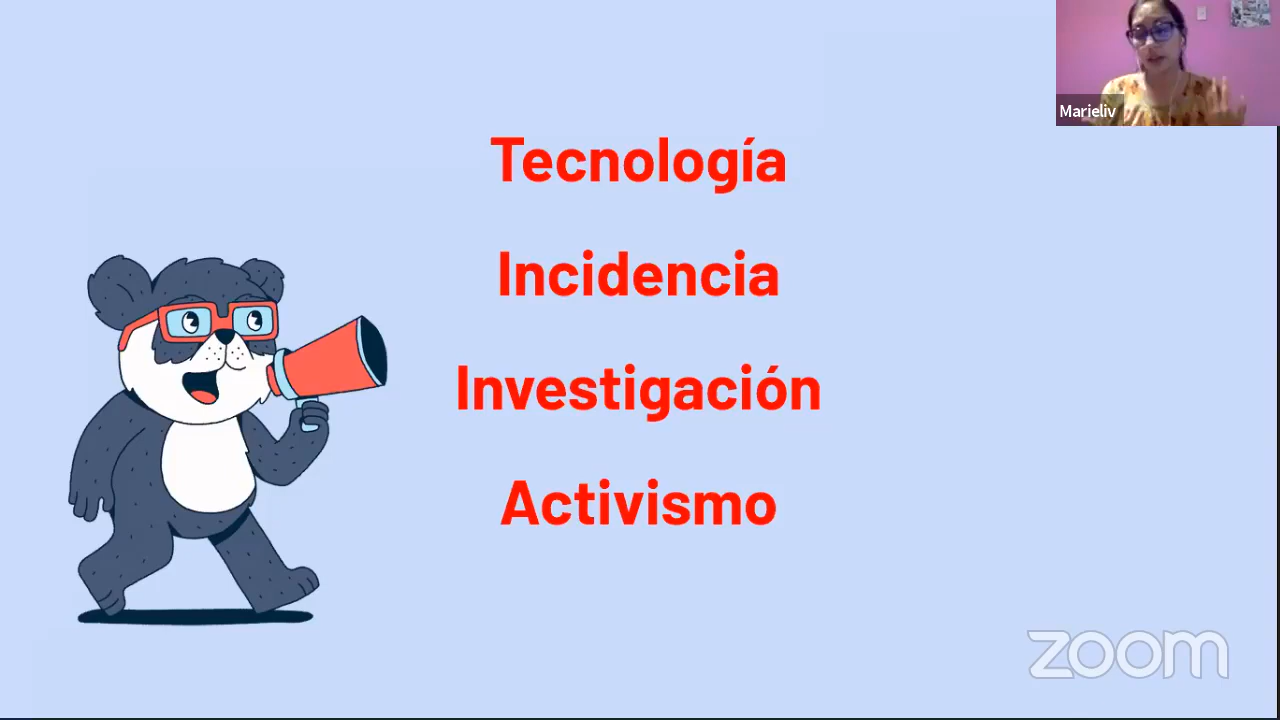 Marieliv
Tecnología
Incidencia
Investigación
Activismo
zoom